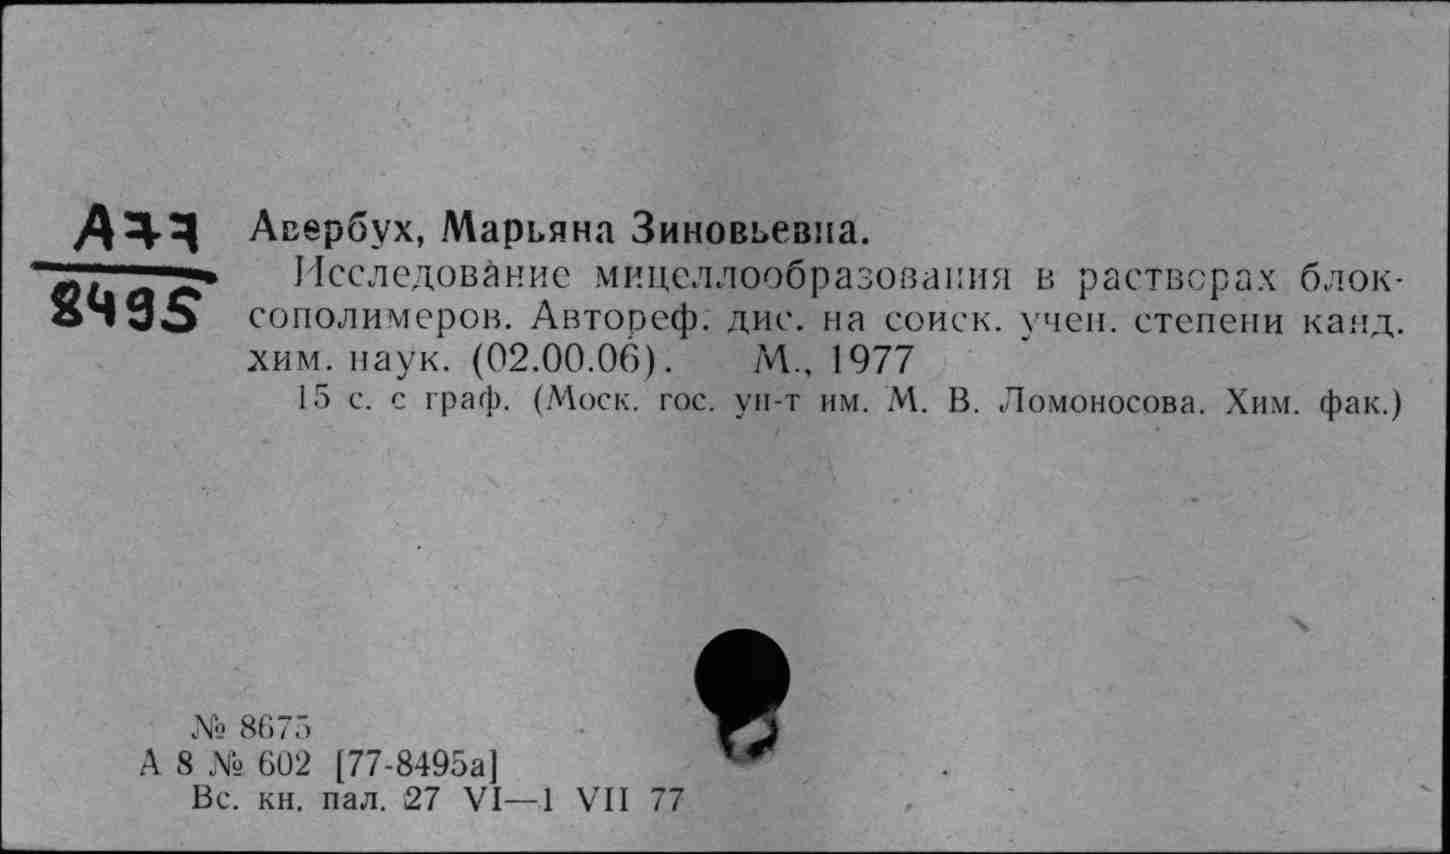 А77
8495
Авербух, Марьяна Зиновьевна.
Исследование мицеллообразования в растворах блок-
сополимеров. Автореф. дис. на соиск. учен. степени канд.
хим. наук. (02.00.06). М., 1977
15 с. с граф. (Моск. гос. ун-т им. М. В. Ломоносова. Хим. фак.)
№ 8675
А 8 № 602 [77-8495а]
Вс. кн. пал. 27 VI—1 VII 77